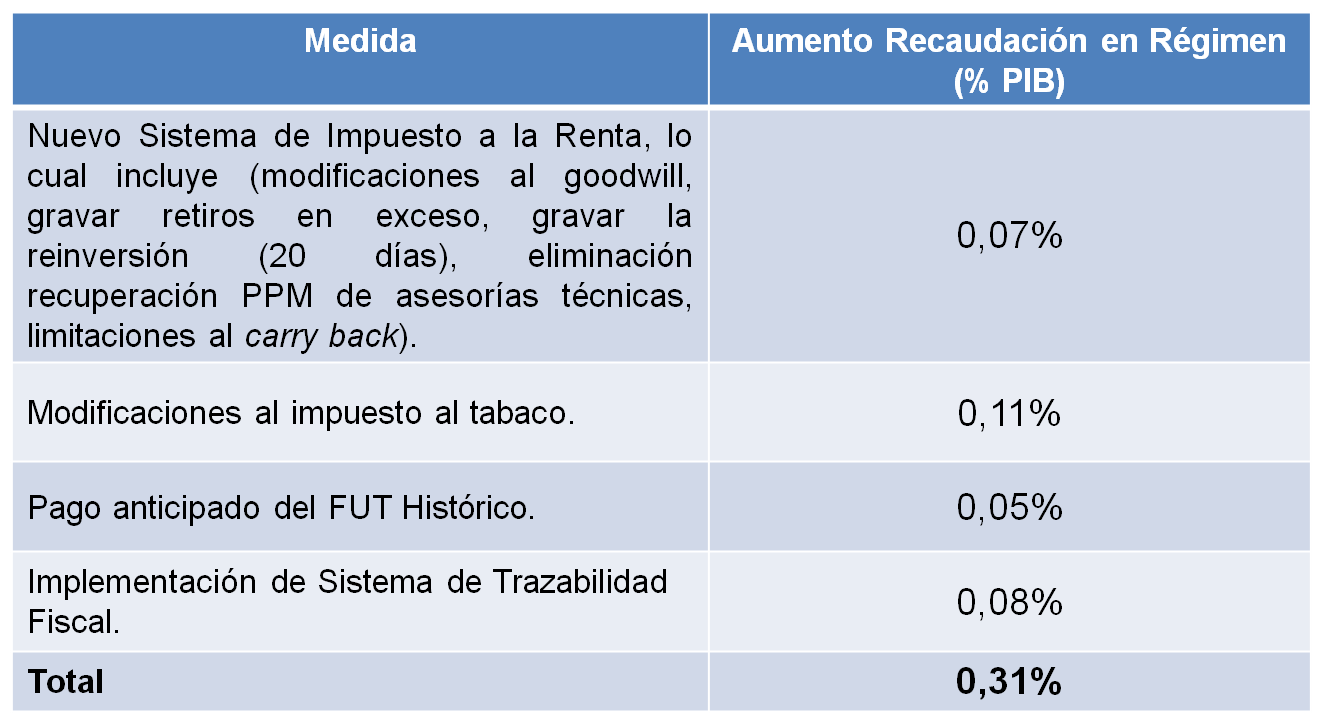 Medida
Aumento Recaudación en Régimen
(% PIB)
Nuevo Sistema de Impuesto a la Renta, lo
cual incluye (modificaciones al goodwill,
gravar retiros en exceso, gravar la
reinversión (20 días), eliminación
recuperación PPM de asesorías técnicas,
limitaciones al carry back).
0,07%
Modificaciones al impuesto al tabaco.
0,11%
Pago anticipado del FUT Histórico.
0,05%
Implementación de Sistema de Trazabilidad
Fiscal.
0,08%
Total
0,31%